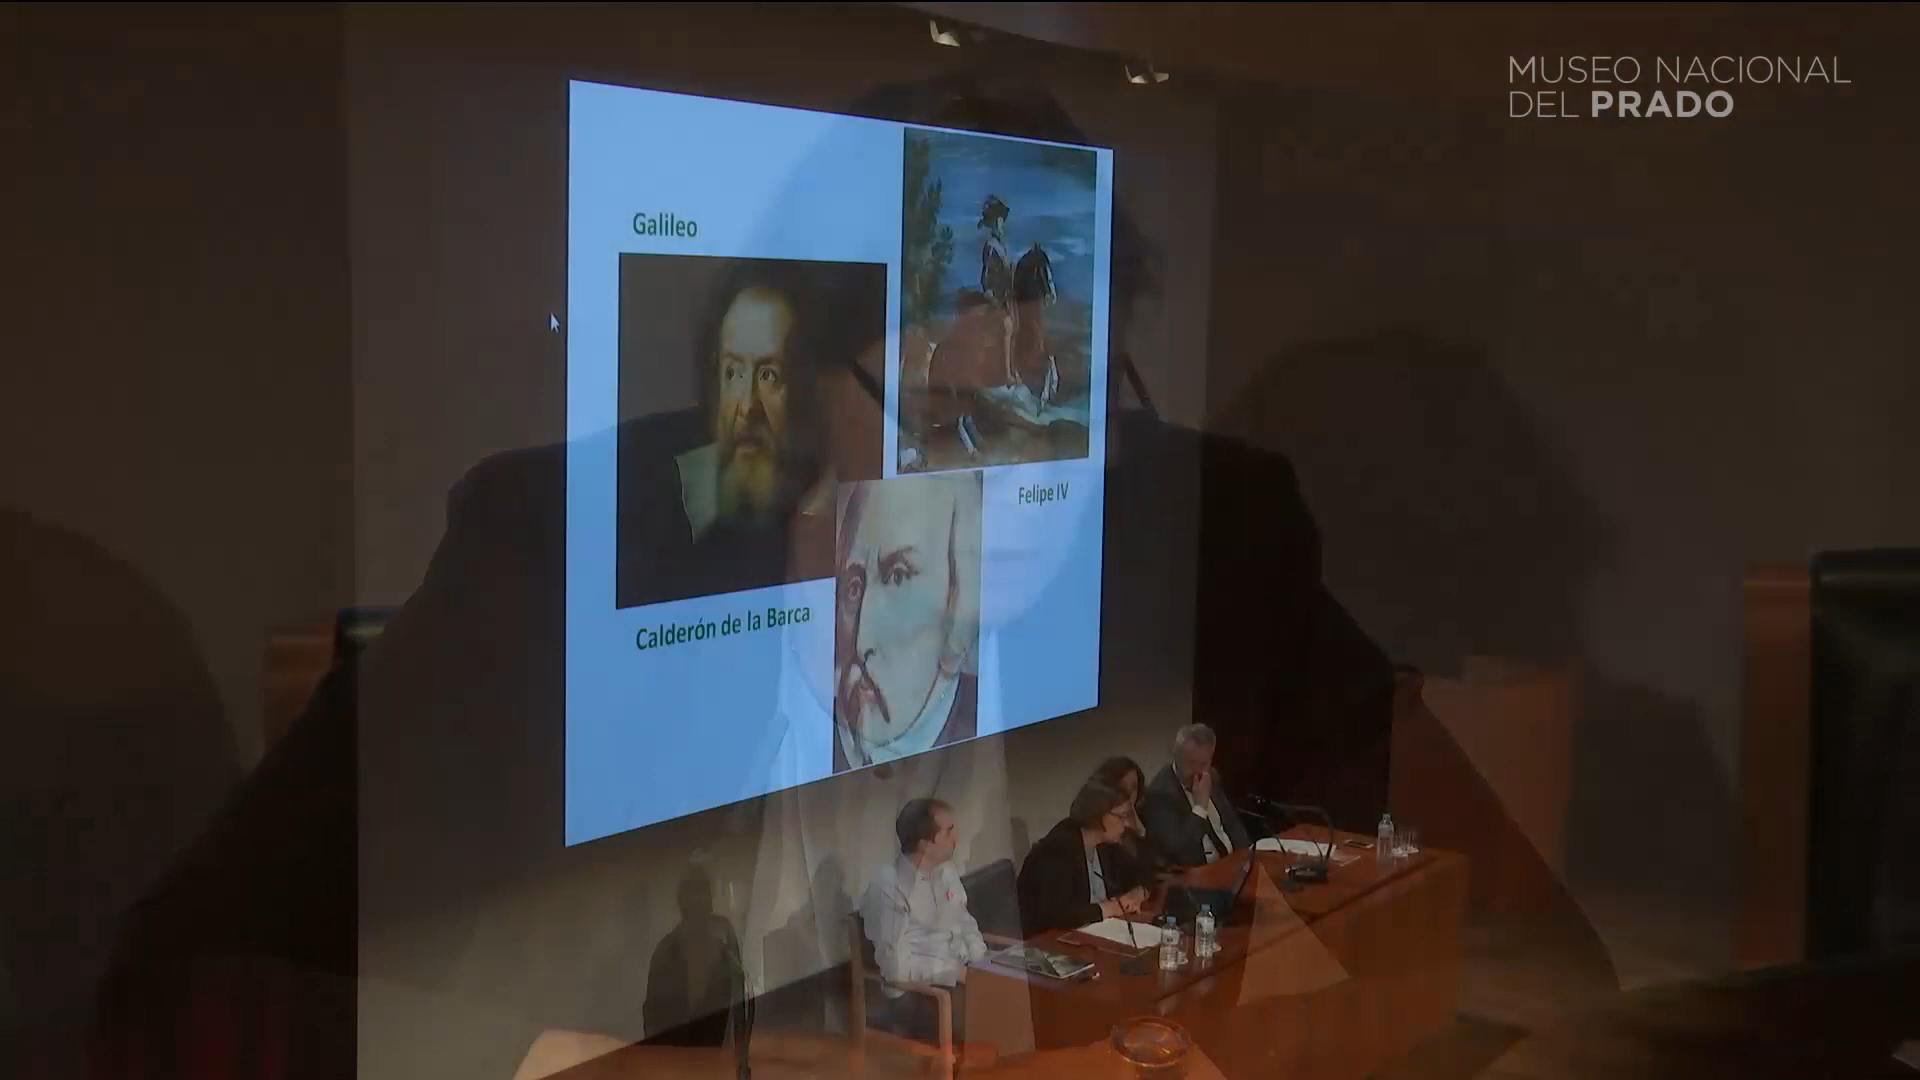 MUSEO NACIONAL
DEL PRADO
Galileo
Felipe IV
Calderón de la Barca